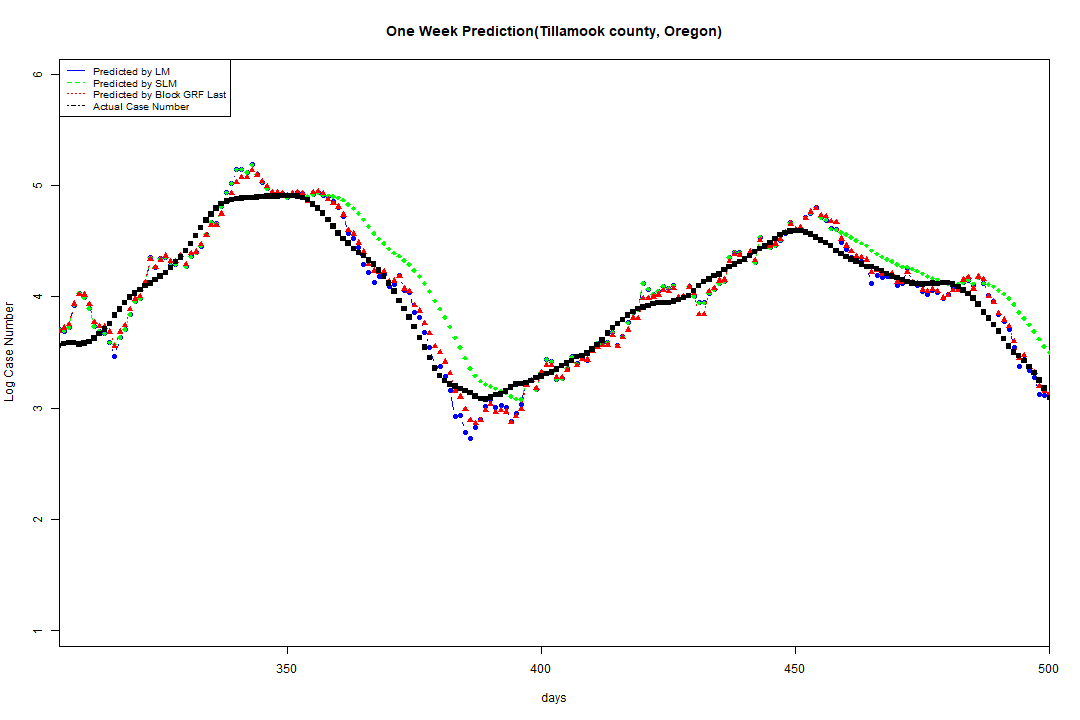 One Week Prediction(Tillamook county, Oregon)
Predicted by LM
Predicted by SLM
Predicted by Block GRF Last
Actual Case Number
6
5
4
3
2
1
Log Case Number
350
400
450
500
days